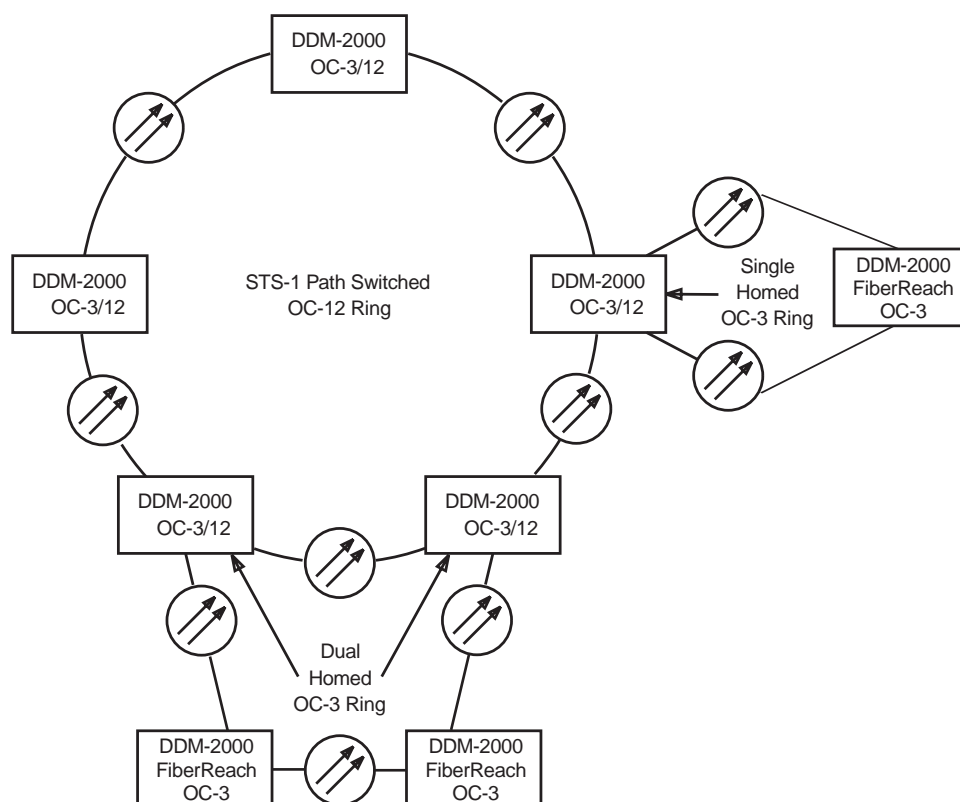 DDM-2000
OC-3/12
DDM-2000
OC-3/12
STS-1 Path Switched
OC-12 Ring
DDM-2000
OC-3/12
Single
Homed
OC-3 Ring
DDM-2000
FiberReach
OC-3
DDM-2000
OC-3/12
DDM-2000
OC-3/12
Dual
Homed
OC-3 Ring
DDM-2000
FiberReach
OC-3
DDM-2000
FiberReach
OC-3